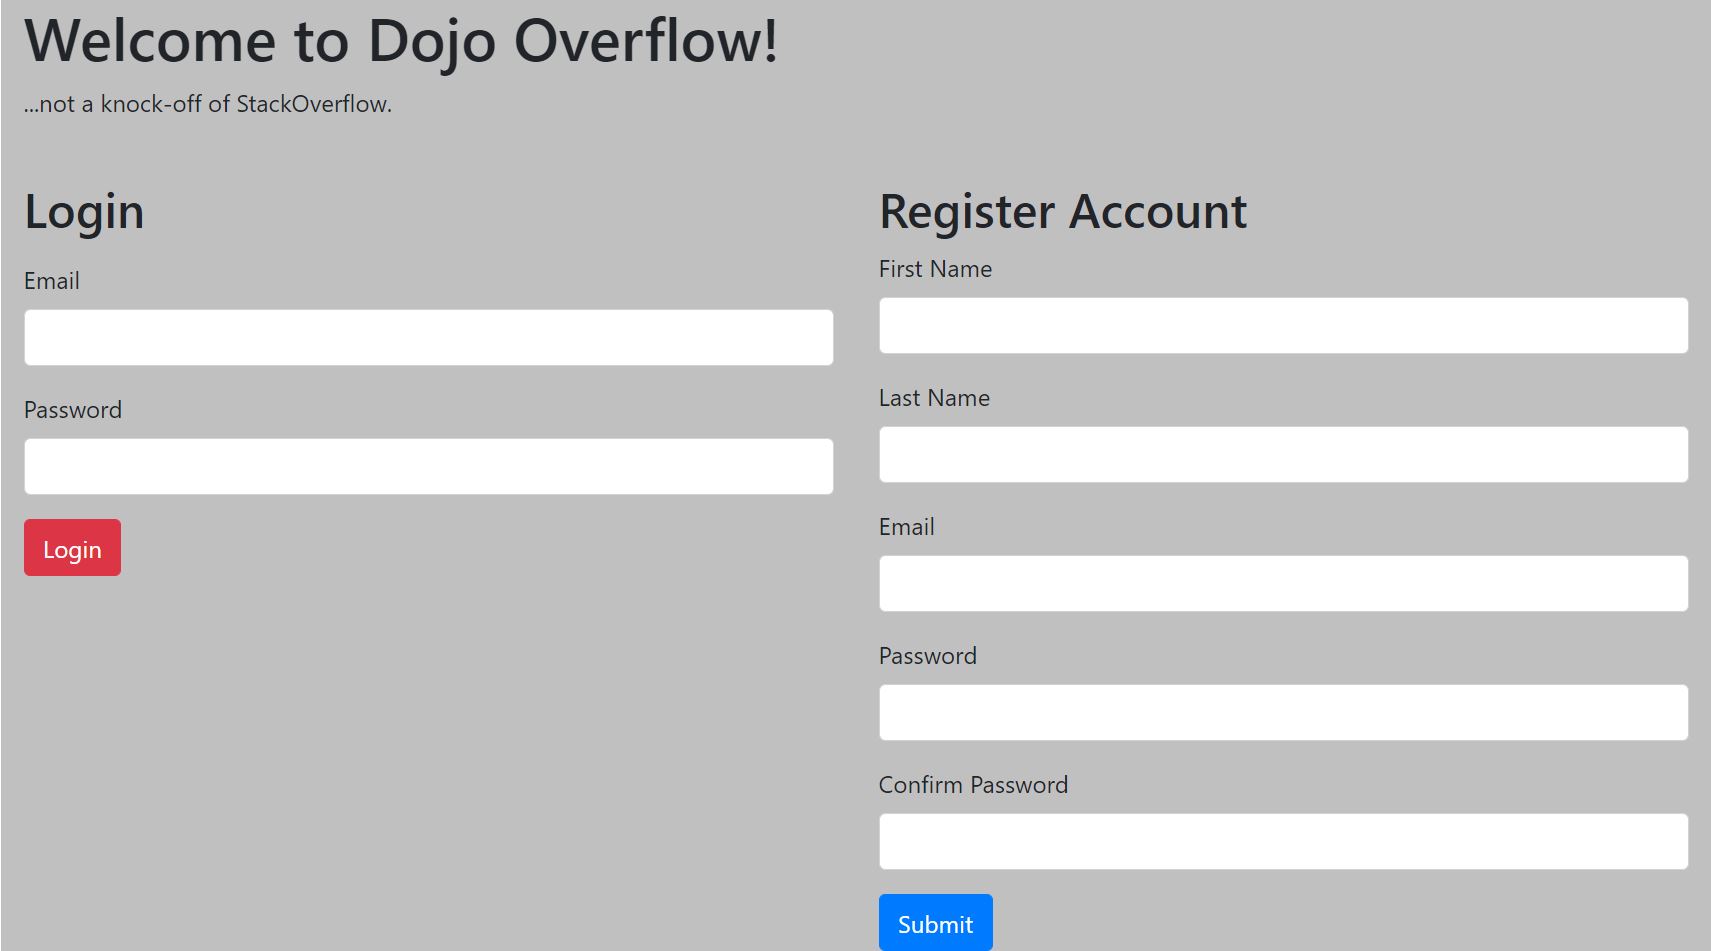 Welcome to Dojo Overflow!
...not a knock-off of StackOverflow.
Login
Email
Password
Login
Register Account
First Name
Last Name
Email
Password
Confirm Password
Submit